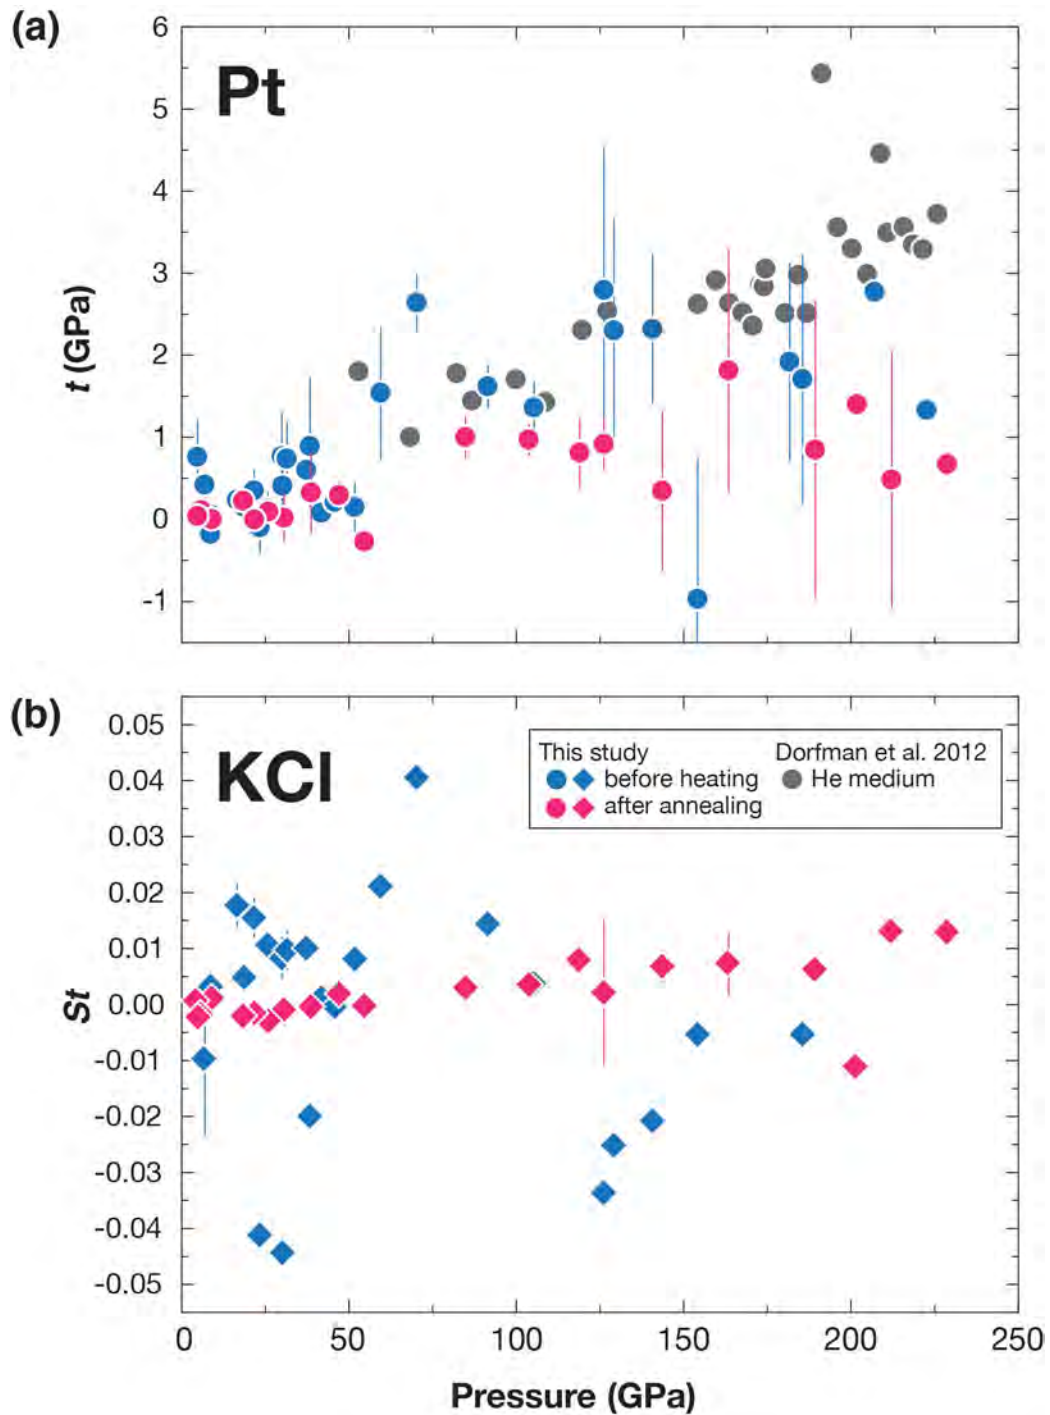 (a)
Pt
6
5
4
3
2
1
0
-1
t (GPa)
(b)
KCl
0.05
0.04
0.03
0.02
0.01
0.00
-0.01
-0.02
-0.03
-0.04
-0.05
St
This study Dorfman et al. 2012
before heating He medium
after annealing
0 50 100 150 200 250
Pressure (GPa)